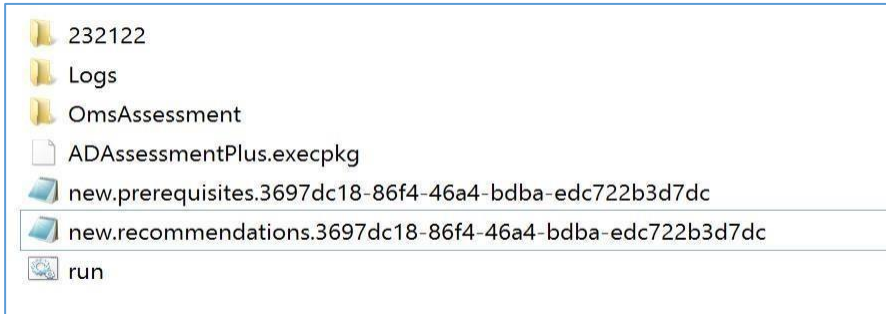 232122
Logs
OmsAssessment
ADAssessmentPlus.execpkg
new.prerequisites.3697dc18-86f4-46a4-bdba-edc722b3d7dc
new.recommendations.3697dc18-86f4-46a4-bdba-edc722b3d7dc
run